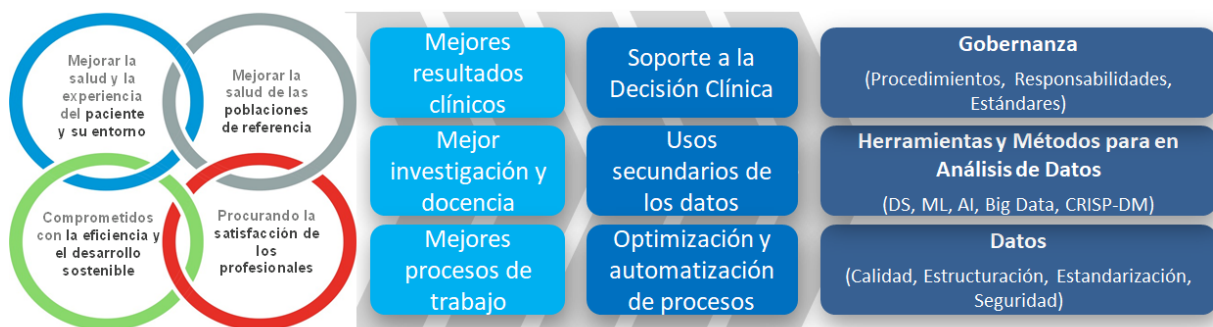 Mejorar la
salud y la
experiencia
del paciente
y su entorno
Mejorar la
salud de las
poblaciones
de referencia
Comprometidos
con la eficiencia y
el desarrollo
sostenible
Procurando la
satisfacción de
los
profesionales
Mejores
resultados
clínicos
Mejor
investigación y
docencia
Mejores
procesos de
trabajo
Soporte a la
Decisión Clínica
Usos
secundarios de
los datos
Optimización y
automatización
de procesos
Gobernanza
(Procedimientos, Responsabilidades,
Estándares)
Herramientas y Métodos para en
Análisis de Datos
(DS, ML, AI, Big Data, CRISP-DM)
Datos
(Calidad, Estructuración, Estandarización,
Seguridad)